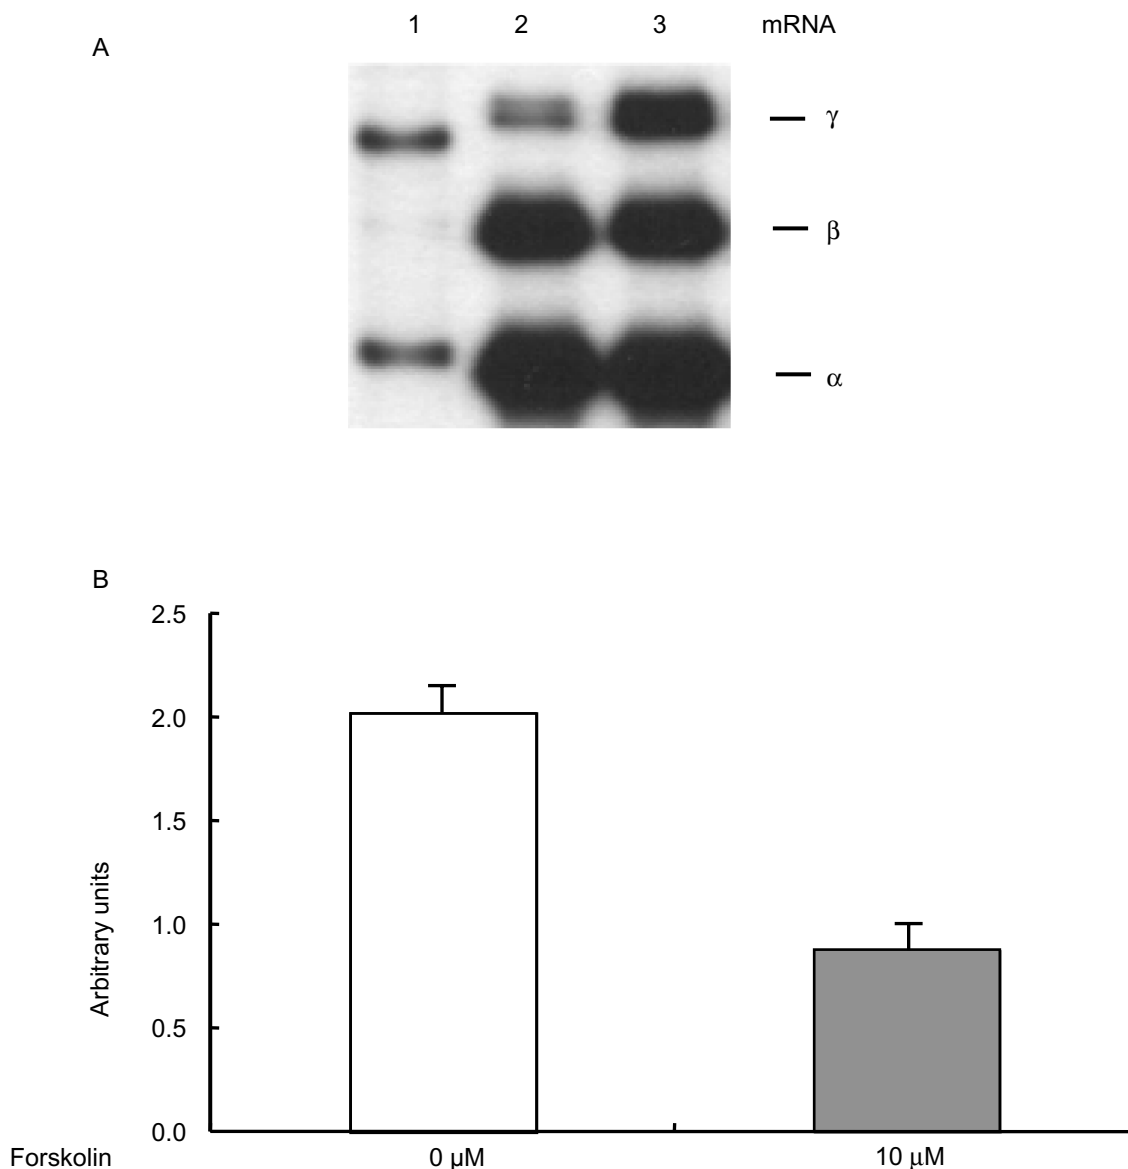 1 2 3 mRNA
A
γ
β
α
B
2.5
2.0
1.5
1.0
0.5
0.0
Arbitrary units
Forskolin 0 µM 10 μM